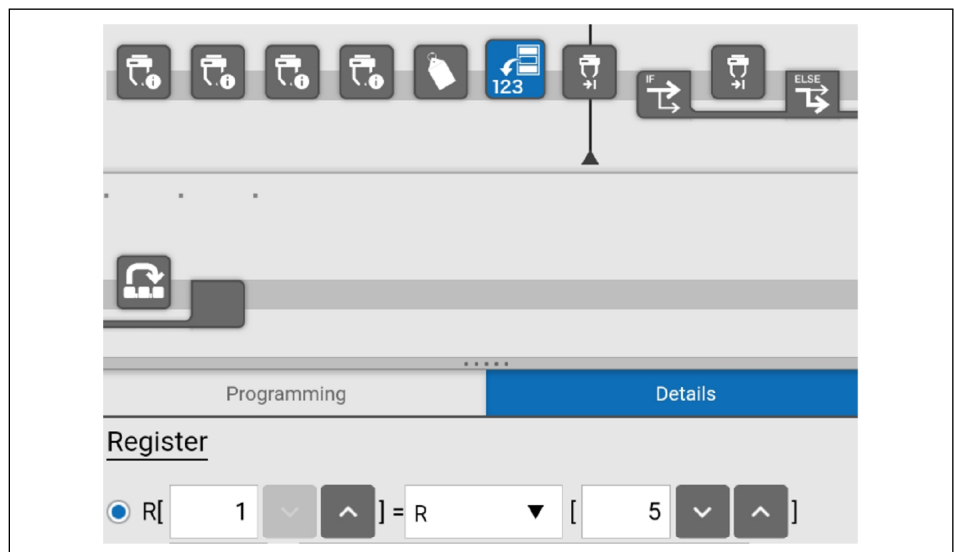 IF
ELSE
123
Programming
Details
Register
R[ 1 ] = R ▼ [ 5 ]